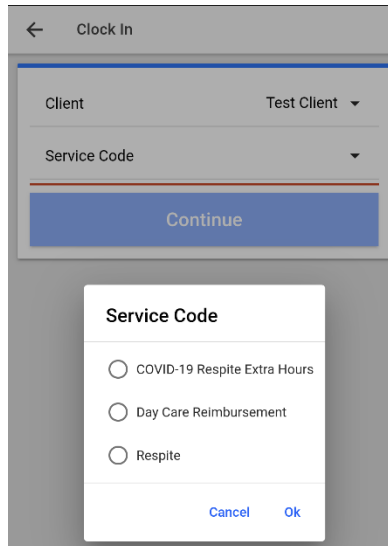 Clock In
Client Test Client
Service Code
Continue
Service Code
COVID-19 Respite Extra Hours
Day Care Reimbursement
Respite
Cancel Ok